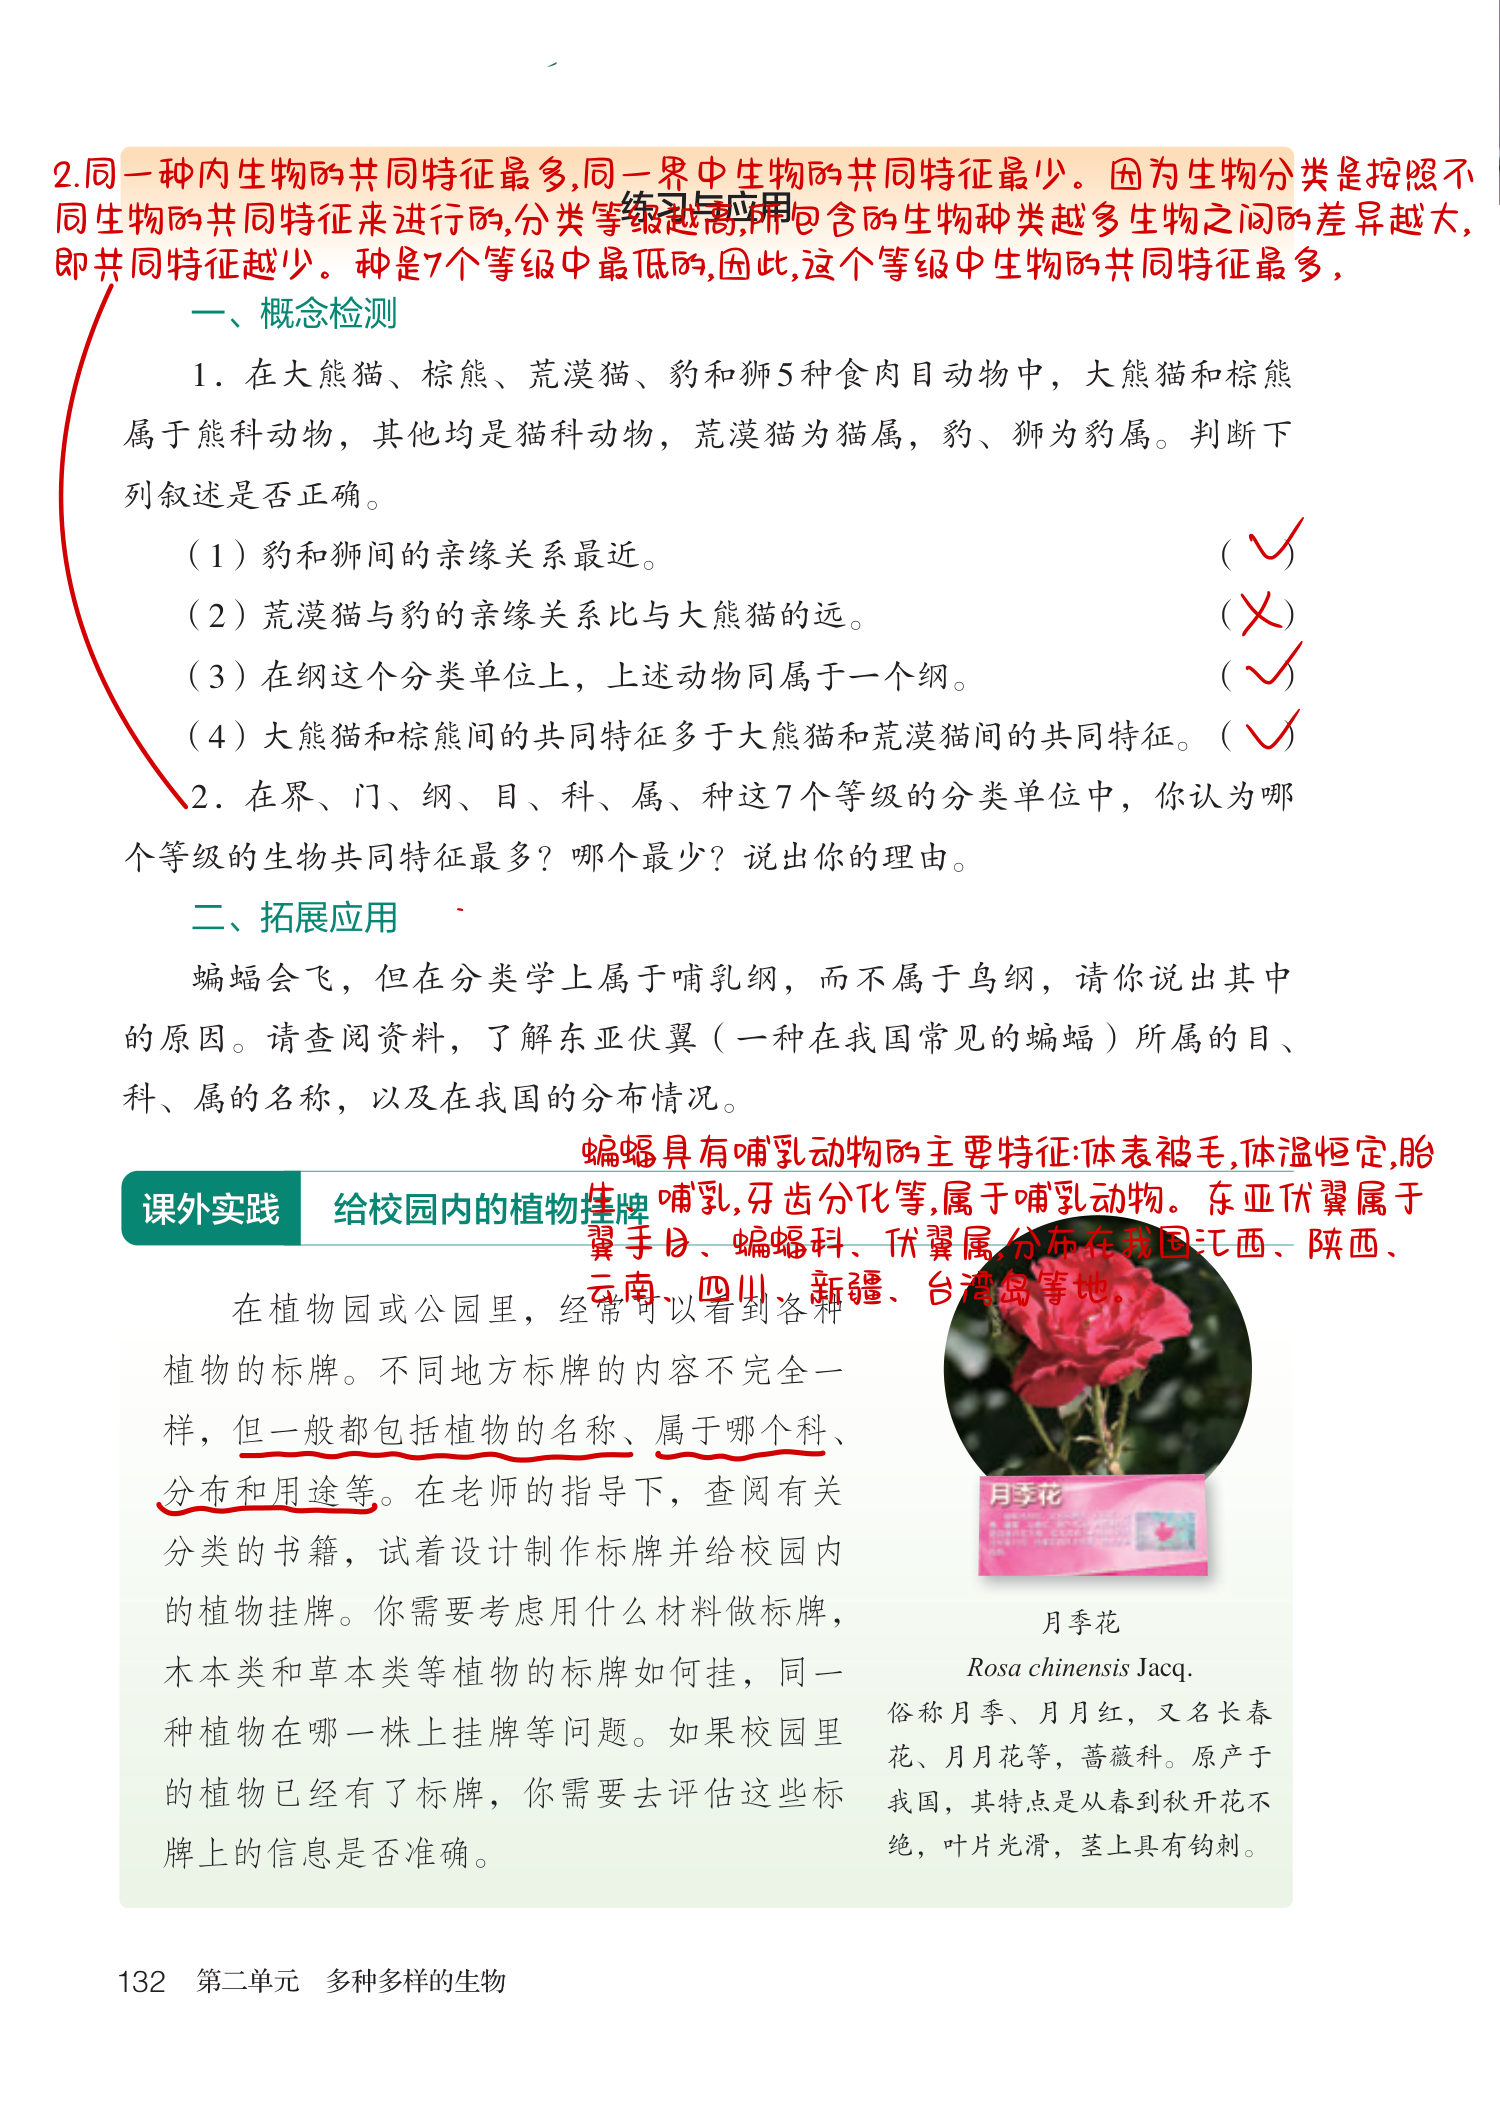 2.同一种内生物的共同特征最多,同一界中生物的共同特征最少。因为生物分类是按照不
练习与应用
同生物的共同特征来进行的,分类等级越高,所包含的生物种类越多生物之间的差异越大,
即共同特征越少。种是7个等级中最低的,因此,这个等级中生物的共同特征最多,
一、概念检测
1. 在大熊猫、棕熊、荒漠猫、豹和狮5种食肉目动物中，大熊猫和棕熊
属于熊科动物，其他均是猫科动物，荒漠猫为猫属，豹、狮为豹属。判断下
列叙述是否正确。
（1）豹和狮间的亲缘关系最近。 （✓）
（2）荒漠猫与豹的亲缘关系比与大熊猫的远。 （×）
（3）在纲这个分类单位上，上述动物同属于一个纲。 （✓）
（4）大熊猫和棕熊间的共同特征多于大熊猫和荒漠猫间的共同特征。（✓）
2. 在界、门、纲、目、科、属、种这7个等级的分类单位中，你认为哪
个等级的生物共同特征最多？哪个最少？说出你的理由。
二、拓展应用
蝙蝠会飞，但在分类学上属于哺乳纲，而不属于鸟纲，请你说出其中
的原因。请查阅资料，了解东亚伏翼（一种在我国常见的蝙蝠）所属的目、
科、属的名称，以及在我国的分布情况。
蝙蝠具有哺乳动物的主要特征:体表被毛,体温恒定,胎
生、哺乳,牙齿分化等,属于哺乳动物。东亚伏翼属于
翼手目、蝙蝠科、伏翼属,分布在我国江西、陕西、
云南、四川、新疆、台湾岛等地。
课外实践 给校园内的植物挂牌
在植物园或公园里，经常可以看到各种
植物的标牌。不同地方标牌的内容不完全一
样，但一般都包括植物的名称、属于哪个科、
分布和用途等。在老师的指导下，查阅有关
分类的书籍，试着设计制作标牌并给校园内
的植物挂牌。你需要考虑用什么材料做标牌，
木本类和草本类等植物的标牌如何挂，同一
种植物在哪一株上挂牌等问题。如果校园里
的植物已经有了标牌，你需要去评估这些标
牌上的信息是否准确。
月季花
月季花
Rosa chinensis Jacq.
俗称月季、月月红，又名长春
花、月月花等，蔷薇科。原产于
我国，其特点是从春到秋开花不
绝，叶片光滑，茎上具有钩刺。
132 第二单元 多种多样的生物